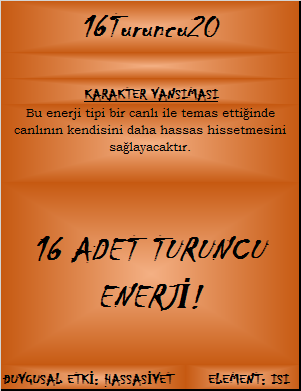 16Turuncu20
KARAKTER YANSIMASI
Bu enerji tipi bir canlı ile temas ettiğinde
canlının kendisini daha hassas hissetmesini
sağlayacaktır.
16 ADET TURUNCU
ENERJİ!
DUYGUSAL ETKİ: HASSASİYET ELEMENT: ISI